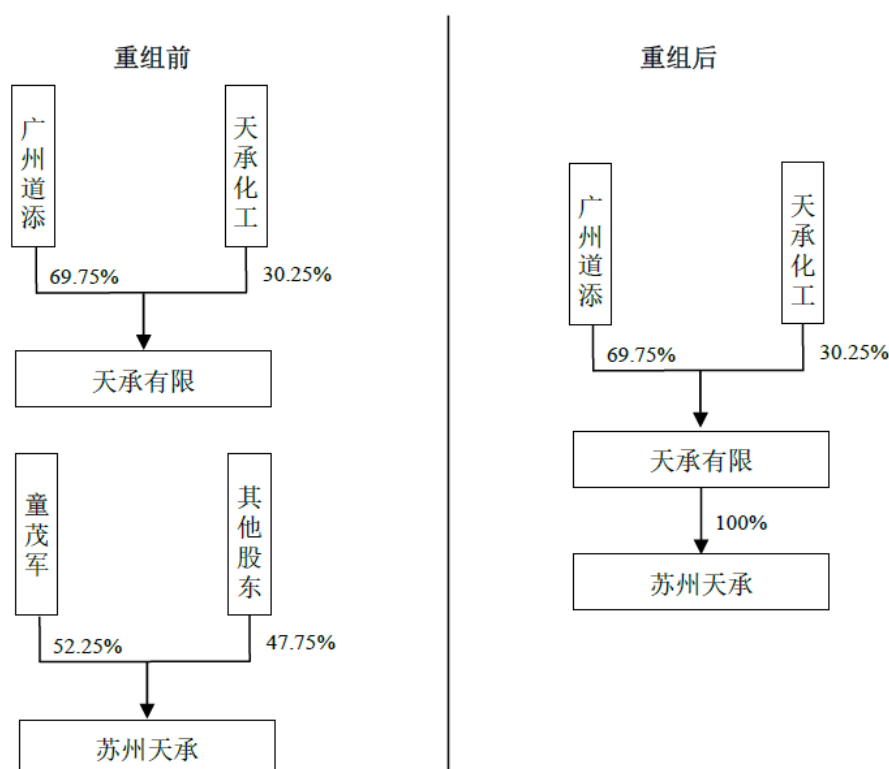 重组前
广州道添
天承化工
69.75%
30.25%
天承有限
童茂军
其他股东
52.25%
47.75%
苏州天承
重组后
广州道添
天承化工
69.75%
30.25%
天承有限
100%
苏州天承